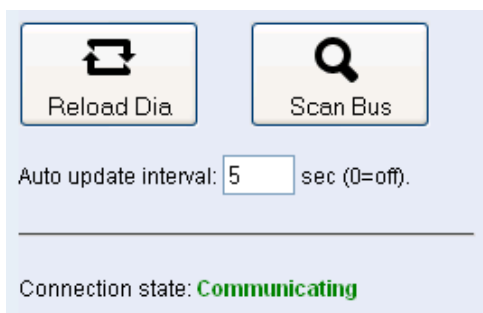 Reload Dia Scan Bus
Auto update interval: 5 sec (0=off).
Connection state: Communicating